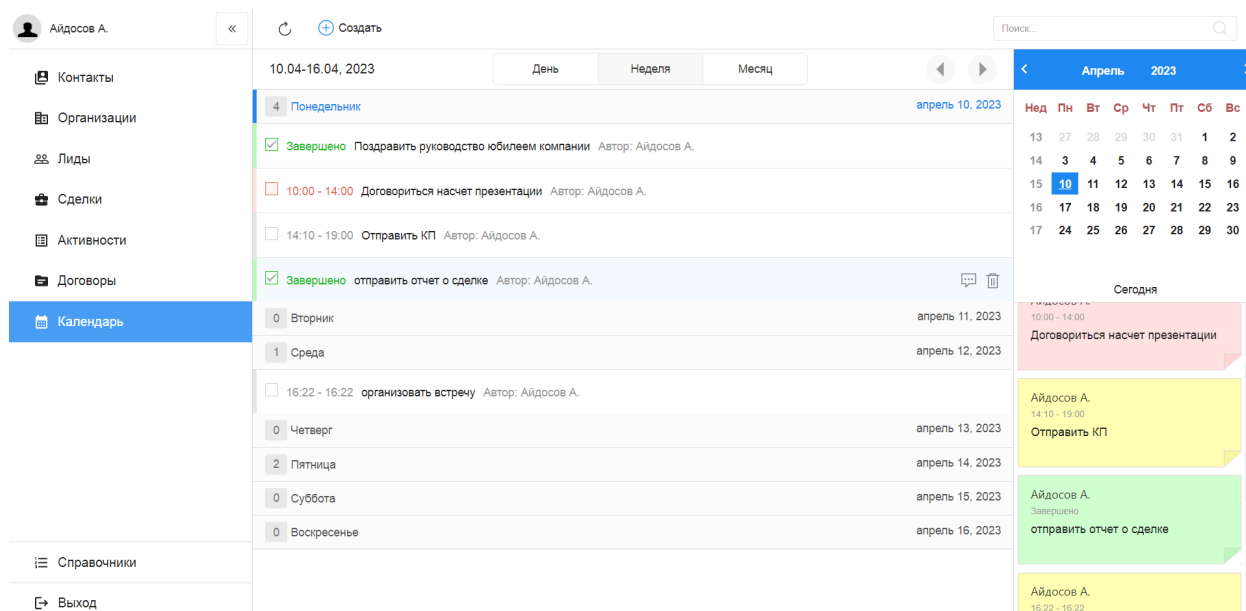 Айдосов А. «
Контакты
Организации
Лиды
Сделки
Активности
Договоры
Календарь
Справочники
Выход
Создать
Поиск...
10.04-16.04, 2023 День Неделя Месяц
4 Понедельник апрель 10, 2023
Завершено Поздравить руководство юбилеем компании Автор: Айдосов А.
10:00 - 14:00 Договориться насчет презентации Автор: Айдосов А.
14:10 - 19:00 Отправить КП Автор: Айдосов А.
Завершено отправить отчет о сделке Автор: Айдосов А.
0 Вторник апрель 11, 2023
1 Среда апрель 12, 2023
16:22 - 16:22 организовать встречу Автор: Айдосов А.
0 Четверг апрель 13, 2023
2 Пятница апрель 14, 2023
0 Суббота апрель 15, 2023
0 Воскресенье апрель 16, 2023
Апрель 2023
Нед Пн Вт Ср Чт Пт Сб Вс
13 27 28 29 30 31 1 2
14 3 4 5 6 7 8 9
15 10 11 12 13 14 15 16
16 17 18 19 20 21 22 23
17 24 25 26 27 28 29 30
Сегодня
Айдосов А.
10:00 - 14:00
Договориться насчет презентации
Айдосов А.
14:10 - 19:00
Отправить КП
Айдосов А.
Завершено
отправить отчет о сделке
Айдосов А.
16:22 - 16:22